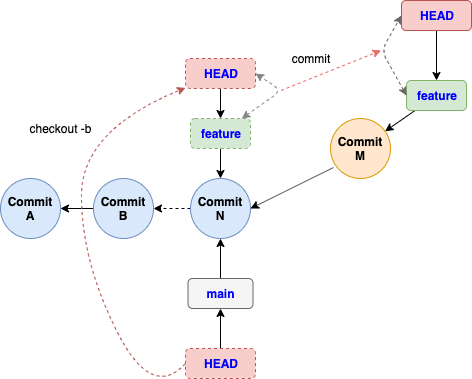 HEAD
commit
HEAD
feature
checkout -b
feature
Commit
M
Commit
A
Commit
B
Commit
N
main
HEAD